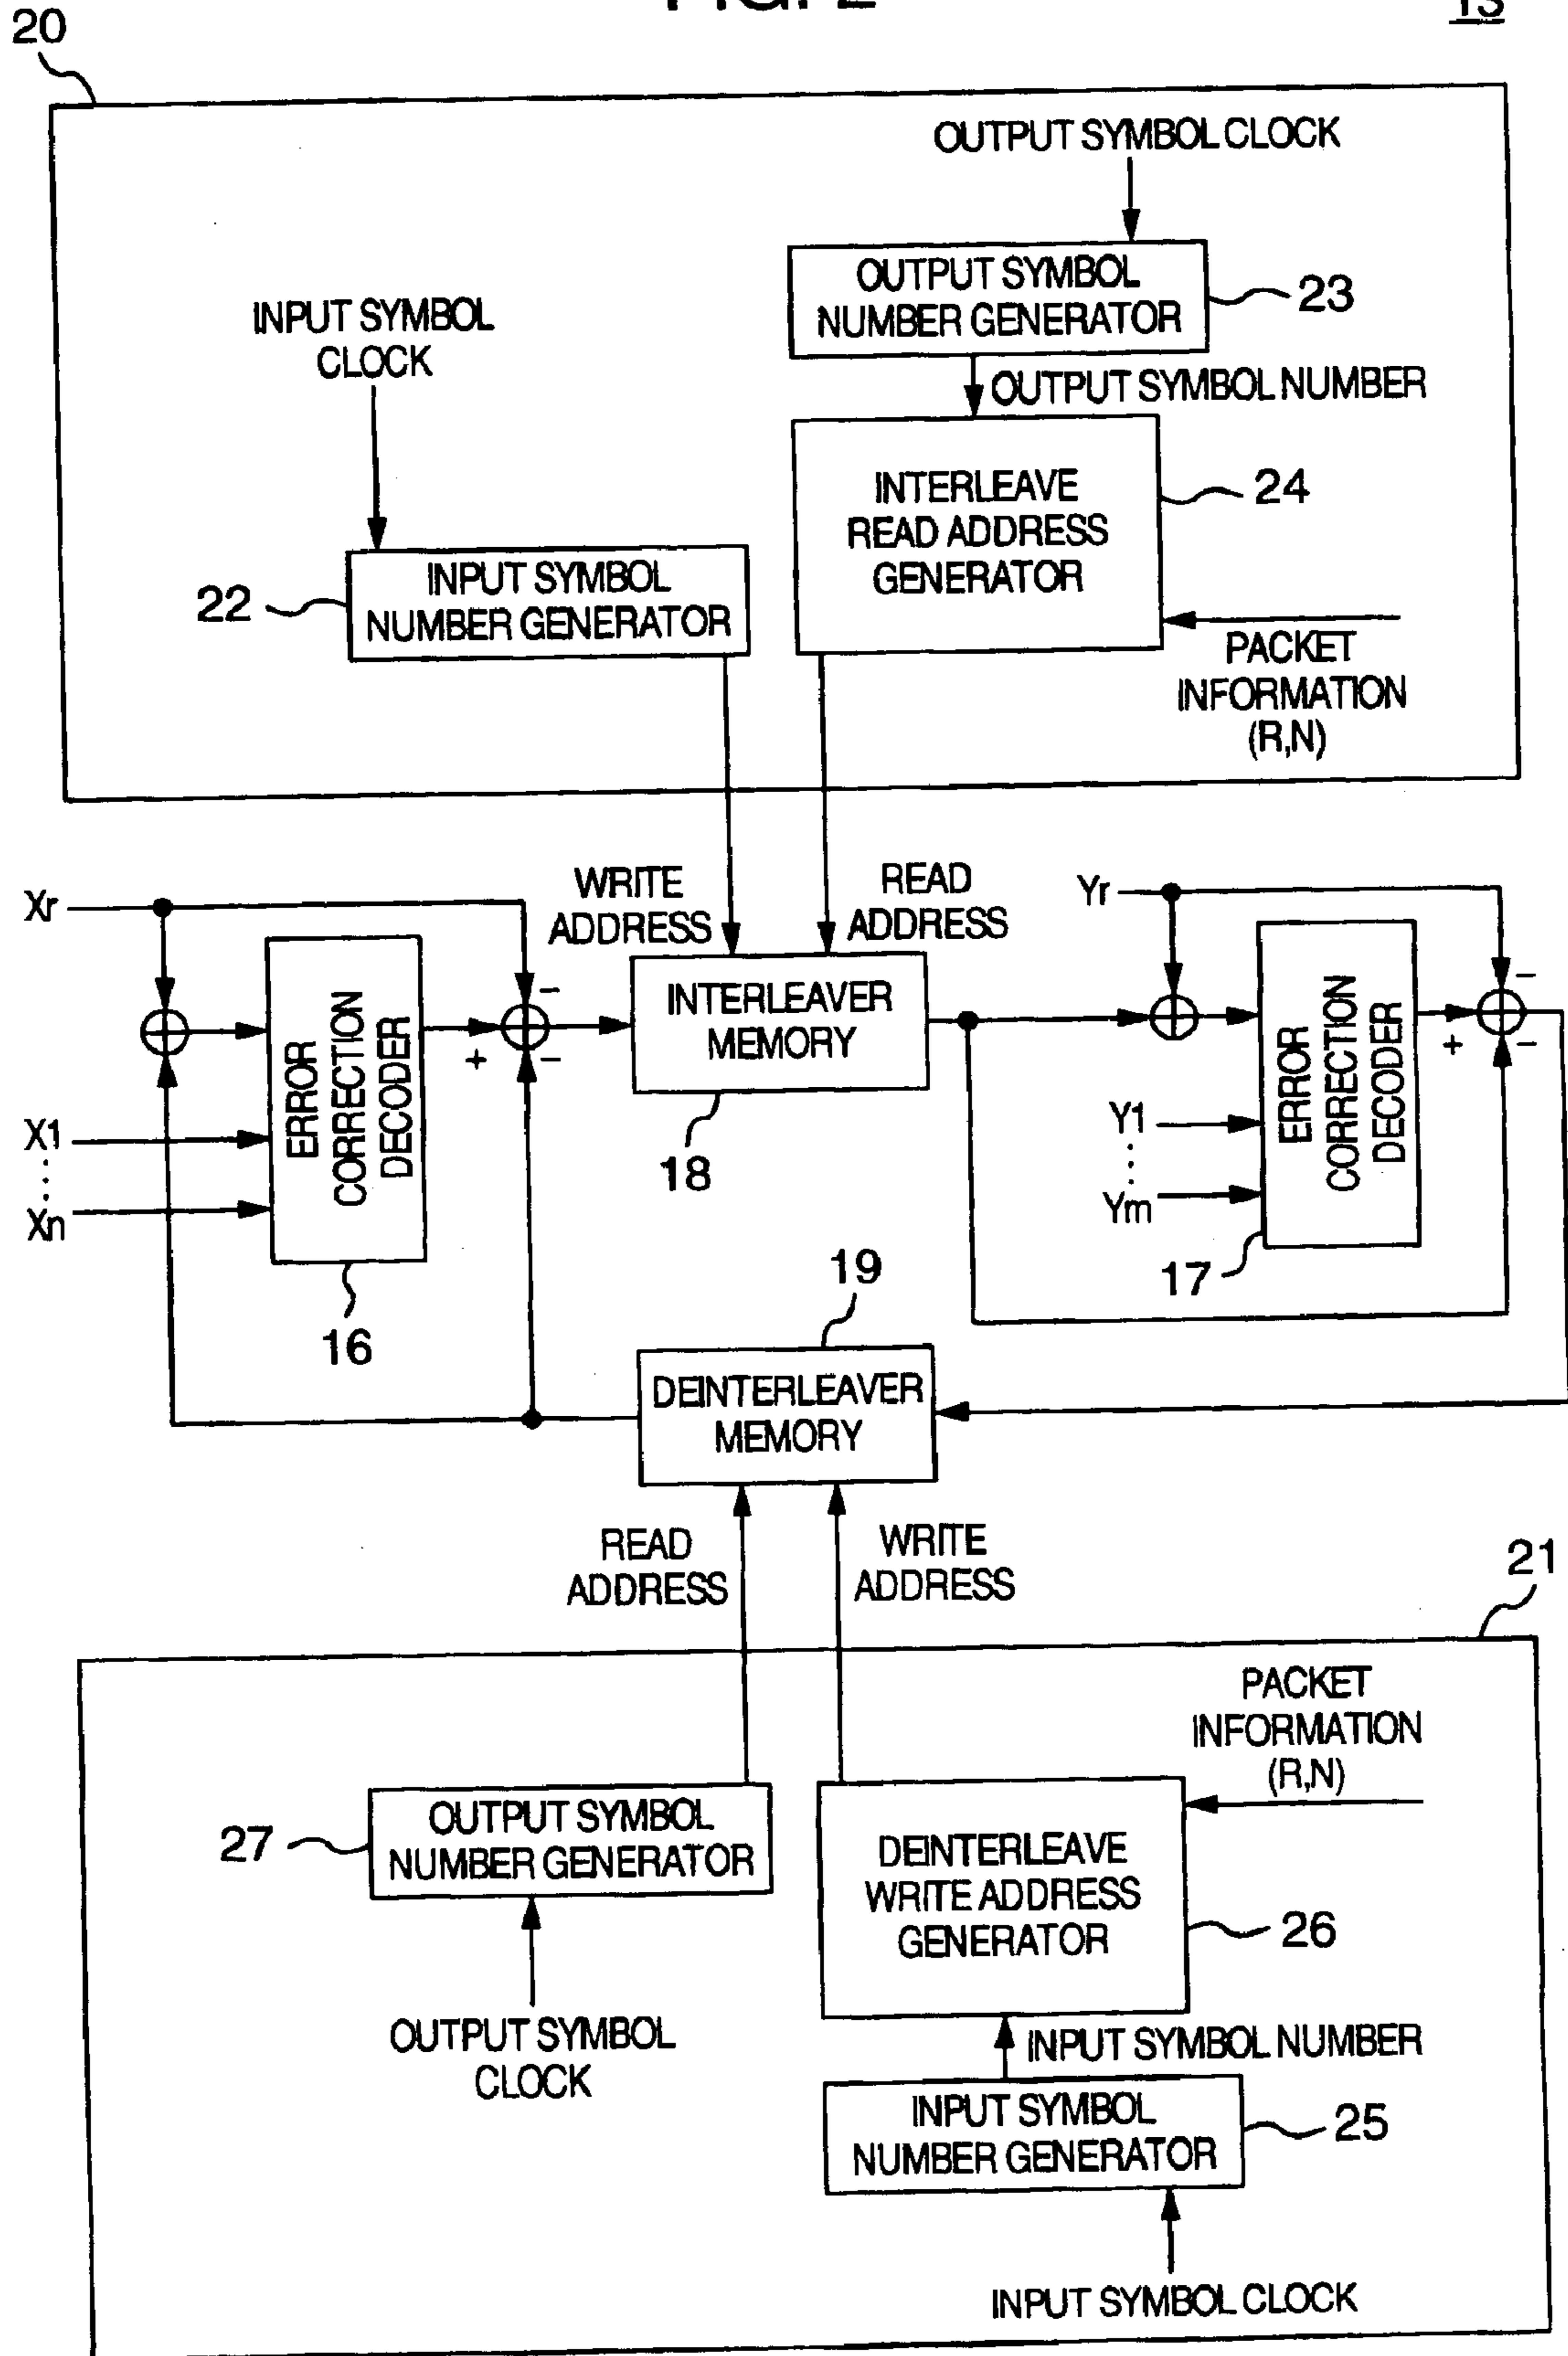 FIG. 2
13
20
OUTPUT SYMBOL CLOCK
OUTPUT SYMBOL
NUMBER GENERATOR
23
INPUT SYMBOL
CLOCK
OUTPUT SYMBOL NUMBER
INTERLEAVE
READ ADDRESS
GENERATOR
24
22
INPUT SYMBOL
NUMBER GENERATOR
PACKET
INFORMATION
(R,N)
Xr
WRITE
ADDRESS
READ
ADDRESS
Yr
ERROR
CORRECTION
DECODER
+
-
-
INTERLEAVER
MEMORY
18
ERROR
CORRECTION
DECODER
+
-
-
X1
Xn
Y1
Ym
16
17
19
DEINTERLEAVER
MEMORY
READ
ADDRESS
WRITE
ADDRESS
21
PACKET
INFORMATION
(R,N)
27
OUTPUT SYMBOL
NUMBER GENERATOR
DEINTERLEAVE
WRITE ADDRESS
GENERATOR
26
OUTPUT SYMBOL
CLOCK
INPUT SYMBOL NUMBER
INPUT SYMBOL
NUMBER GENERATOR
25
INPUT SYMBOL CLOCK